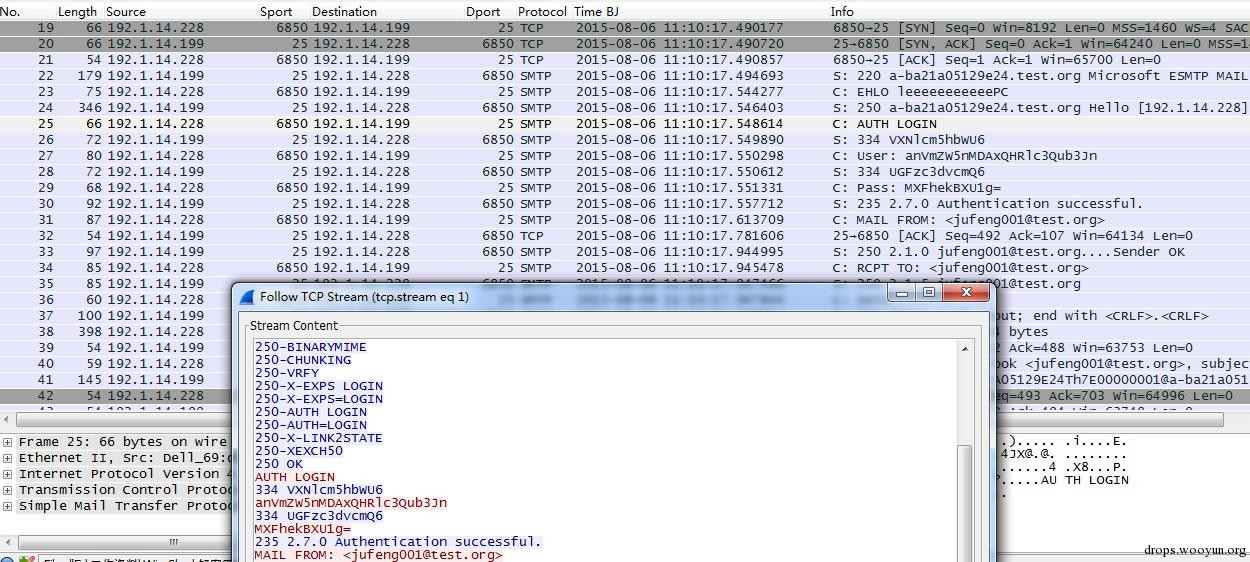 No. Length Source Sport Destination Dport Protocol Time BJ Info
19 66 192.1.14.228 6850 192.1.14.199 25 TCP 2015-08-06 11:10:17.490177 6850→25 [SYN] Seq=0 Win=8192 Len=0 MSS=1460 WS=4 SAC
20 66 192.1.14.199 25 192.1.14.228 6850 TCP 2015-08-06 11:10:17.490720 25→6850 [SYN, ACK] Seq=0 Ack=1 Win=64240 Len=0 MSS=1
21 54 192.1.14.228 6850 192.1.14.199 25 TCP 2015-08-06 11:10:17.490857 6850→25 [ACK] Seq=1 Ack=1 Win=65700 Len=0
22 179 192.1.14.199 25 192.1.14.228 6850 SMTP 2015-08-06 11:10:17.494693 S: 220 a-ba21a05129e24.test.org Microsoft ESMTP MAIL
23 75 192.1.14.228 6850 192.1.14.199 25 SMTP 2015-08-06 11:10:17.544277 C: EHLO leeeeeeeeeeePC
24 346 192.1.14.199 25 192.1.14.228 6850 SMTP 2015-08-06 11:10:17.546403 S: 250 a-ba21a05129e24.test.org Hello [192.1.14.228]
25 66 192.1.14.228 6850 192.1.14.199 25 SMTP 2015-08-06 11:10:17.548614 C: AUTH LOGIN
26 72 192.1.14.199 25 192.1.14.228 6850 SMTP 2015-08-06 11:10:17.549890 S: 334 VXNlcm5hbWU6
27 80 192.1.14.228 6850 192.1.14.199 25 SMTP 2015-08-06 11:10:17.550298 C: User: anVmZW5nMDAxQHRlc3Qub3Jn
28 72 192.1.14.199 25 192.1.14.228 6850 SMTP 2015-08-06 11:10:17.550612 S: 334 UGFzc3dvcmQ6
29 68 192.1.14.228 6850 192.1.14.199 25 SMTP 2015-08-06 11:10:17.551331 C: Pass: MXFhekBXU1g=
30 92 192.1.14.199 25 192.1.14.228 6850 SMTP 2015-08-06 11:10:17.557712 S: 235 2.7.0 Authentication successful.
31 87 192.1.14.228 6850 192.1.14.199 25 SMTP 2015-08-06 11:10:17.613709 C: MAIL FROM: <jufeng001@test.org>
32 54 192.1.14.199 25 192.1.14.228 6850 TCP 2015-08-06 11:10:17.781606 25→6850 [ACK] Seq=492 Ack=107 Win=64134 Len=0
33 97 192.1.14.199 25 192.1.14.228 6850 SMTP 2015-08-06 11:10:17.944995 S: 250 2.1.0 jufeng001@test.org....Sender OK
34 85 192.1.14.228 6850 192.1.14.199 25 SMTP 2015-08-06 11:10:17.945478 C: RCPT TO: <jufeng001@test.org>
35 85 192.1.14.199
36 60 192.1.14.228
37 100 192.1.14.199 ut; end with <CRLF>.<CRLF>
38 398 192.1.14.228 bytes
39 54 192.1.14.199 Ack=488 Win=63753 Len=0
40 59 192.1.14.228 ok <jufeng001@test.org>, subjec
41 145 192.1.14.199 A05129E24Th7E00000001@a-ba21a051
42 54 192.1.14.228 eq=493 Ack=703 Win=64996 Len=0
Follow TCP Stream (tcp.stream eq 1)
Stream Content
250-BINARYMIME
250-CHUNKING
250-VRFY
250-X-EXPS LOGIN
250-X-EXPS=LOGIN
250-AUTH LOGIN
250-AUTH=LOGIN
250-X-LINK2STATE
250-XEXCH50
250 OK
AUTH LOGIN
334 VXNlcm5hbWU6
anVmZW5nMDAxQHRlc3Qub3Jn
334 UGFzc3dvcmQ6
MXFhekBXU1g=
235 2.7.0 Authentication successful.
MAIL FROM: <jufeng001@test.org>
Frame 25: 66 bytes on wire
Ethernet II, Src: Dell_69:
Internet Protocol Version 4
Transmission Control Proto
Simple Mail Transfer Proto
.)..... .i....E.
4JX@.@. ........
......4 .X8...P.
.....AU TH LOGIN
drops.wooyun.org